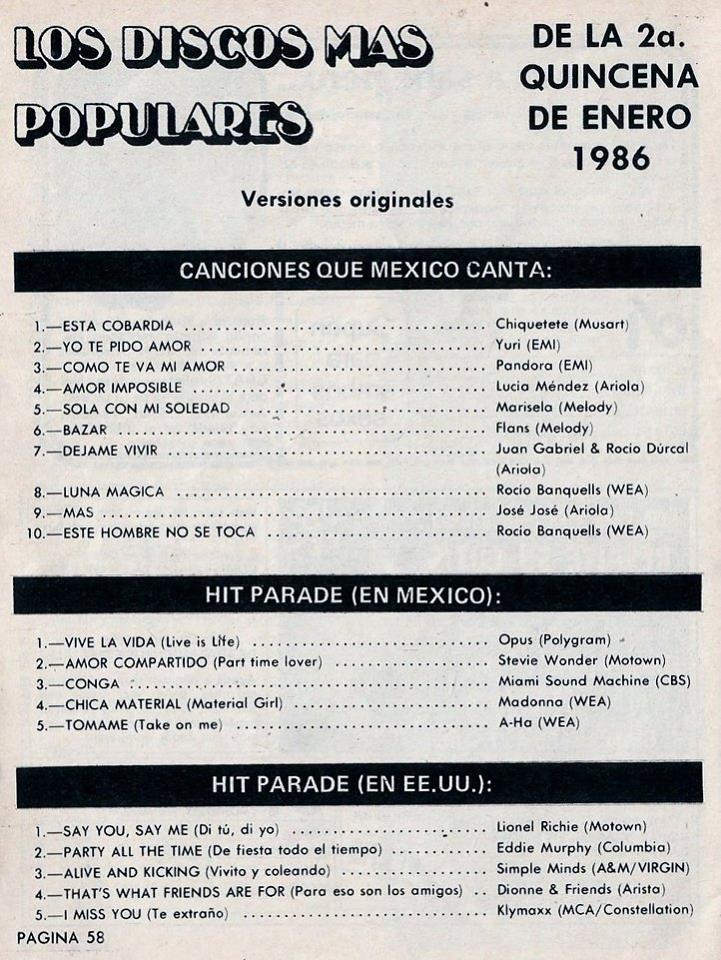 LOS DISCOS MAS
POPULARES
DE LA 2a.
QUINCENA
DE ENERO
1986
Versiones originales
CANCIONES QUE MEXICO CANTA:
1.—ESTA COBARDIA ........................................ Chiquetete (Musart)
2.—YO TE PIDO AMOR ........................................ Yuri (EMI)
3.—COMO TE VA MI AMOR ................................... Pandora (EMI)
4.—AMOR IMPOSIBLE ........................................ Lucía Méndez (Ariola)
5.—SOLA CON MI SOLEDAD ................................. Marisela (Melody)
6.—BAZAR ................................................ Flans (Melody)
7.—DEJAME VIVIR .......................................... Juan Gabriel & Rocío Dúrcal
(Ariola)
8.—LUNA MAGICA .......................................... Rocío Banquells (WEA)
9.—MAS ................................................... José José (Ariola)
10.—ESTE HOMBRE NO SE TOCA ............................. Rocío Banquells (WEA)
HIT PARADE (EN MEXICO):
1.—VIVE LA VIDA (Live is Life) ............................... Opus (Polygram)
2.—AMOR COMPARTIDO (Part time lover) ................... Stevie Wonder (Motown)
3.—CONGA ............................................... Miami Sound Machine (CBS)
4.—CHICA MATERIAL (Material Girl) ......................... Madonna (WEA)
5.—TOMAME (Take on me) .................................. A-Ha (WEA)
HIT PARADE (EN EE.UU.):
1.—SAY YOU, SAY ME (Di tú, di yo) ......................... Lionel Richie (Motown)
2.—PARTY ALL THE TIME (De fiesta todo el tiempo) ............ Eddie Murphy (Columbia)
3.—ALIVE AND KICKING (Vivito y coleando) ................... Simple Minds (A&M/VIRGIN)
4.—THAT'S WHAT FRIENDS ARE FOR (Para eso son los amigos) .. Dionne & Friends (Arista)
5.—I MISS YOU (Te extraño) ................................ Klymaxx (MCA/Constellation)
PAGINA 58